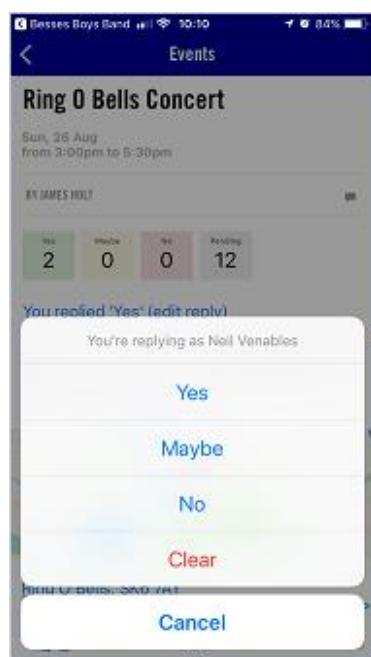 Besses Boys Band 10:10 84%
Events
Ring O Bells Concert
Sun, 26 Aug
from 3:00pm to 5:30pm
BY JAMES HOLT
Yes Maybe No Pending
2 0 0 12
You replied 'Yes' (edit reply)
You're replying as Neil Venables
Yes
Maybe
No
Clear
Ring O Bells, SK6 7AY
Cancel